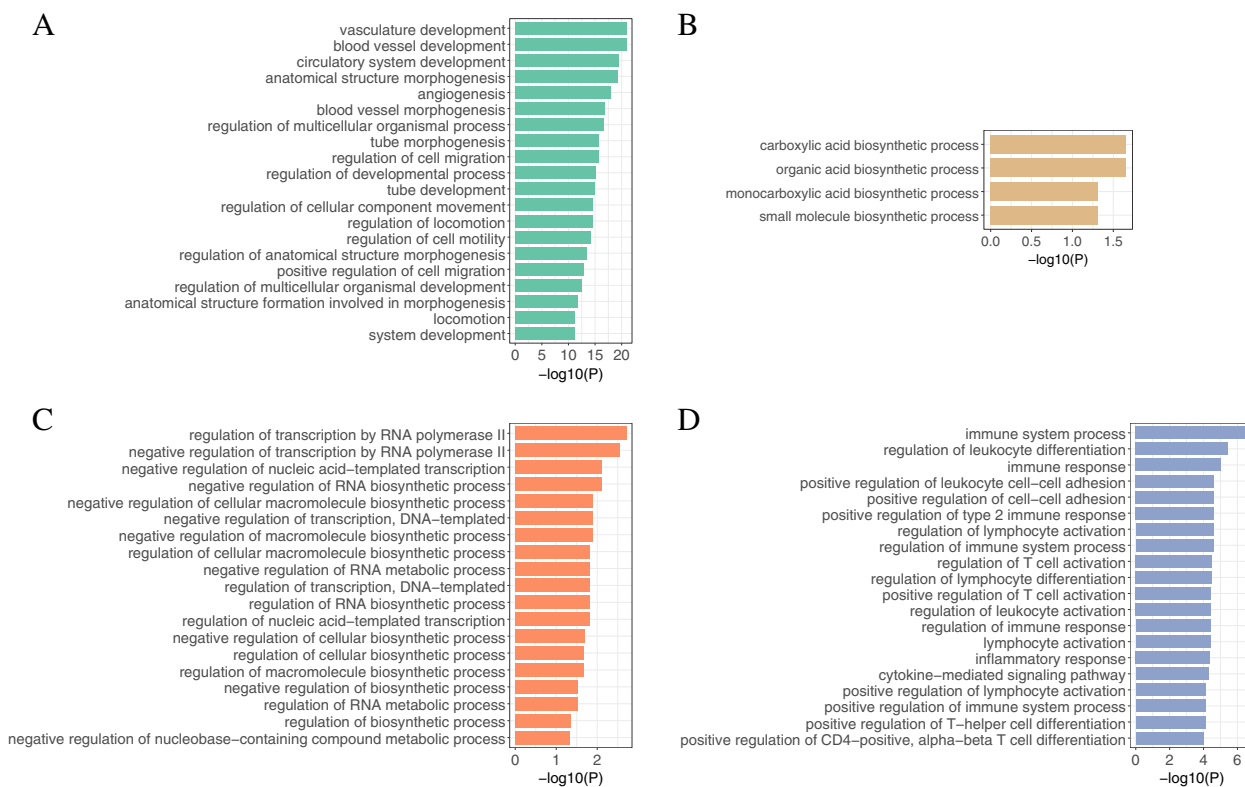 A
vasculature development
blood vessel development
circulatory system development
anatomical structure morphogenesis
angiogenesis
blood vessel morphogenesis
regulation of multicellular organismal process
tube morphogenesis
regulation of cell migration
regulation of developmental process
tube development
regulation of cellular component movement
regulation of locomotion
regulation of cell motility
regulation of anatomical structure morphogenesis
positive regulation of cell migration
regulation of multicellular organismal development
anatomical structure formation involved in morphogenesis
locomotion
system development
0 5 10 15 20
−log10(P)
B
carboxylic acid biosynthetic process
organic acid biosynthetic process
monocarboxylic acid biosynthetic process
small molecule biosynthetic process
0.0 0.5 1.0 1.5
−log10(P)
C
regulation of transcription by RNA polymerase II
negative regulation of transcription by RNA polymerase II
negative regulation of nucleic acid−templated transcription
negative regulation of RNA biosynthetic process
negative regulation of cellular macromolecule biosynthetic process
negative regulation of transcription, DNA−templated
negative regulation of macromolecule biosynthetic process
regulation of cellular macromolecule biosynthetic process
negative regulation of RNA metabolic process
regulation of transcription, DNA−templated
regulation of RNA biosynthetic process
regulation of nucleic acid−templated transcription
negative regulation of cellular biosynthetic process
regulation of cellular biosynthetic process
regulation of macromolecule biosynthetic process
negative regulation of biosynthetic process
regulation of RNA metabolic process
regulation of biosynthetic process
negative regulation of nucleobase−containing compound metabolic process
0 1 2
−log10(P)
D
immune system process
regulation of leukocyte differentiation
immune response
positive regulation of leukocyte cell−cell adhesion
positive regulation of cell−cell adhesion
positive regulation of type 2 immune response
regulation of lymphocyte activation
regulation of immune system process
regulation of T cell activation
regulation of lymphocyte differentiation
positive regulation of T cell activation
regulation of leukocyte activation
regulation of immune response
lymphocyte activation
inflammatory response
cytokine−mediated signaling pathway
positive regulation of lymphocyte activation
positive regulation of immune system process
positive regulation of T−helper cell differentiation
positive regulation of CD4−positive, alpha−beta T cell differentiation
0 2 4 6
−log10(P)